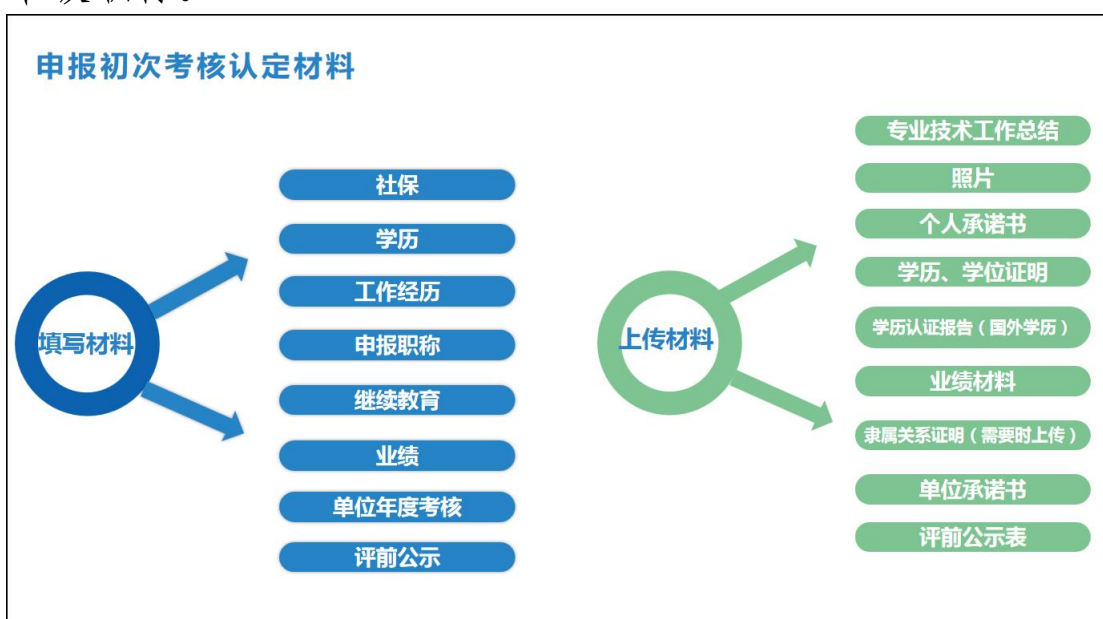 申报初次考核认定材料
填写材料
社保
学历
工作经历
申报职称
继续教育
业绩
单位年度考核
评前公示
上传材料
专业技术工作总结
照片
个人承诺书
学历、学位证明
学历认证报告（国外学历）
业绩材料
隶属关系证明（需要时上传）
单位承诺书
评前公示表